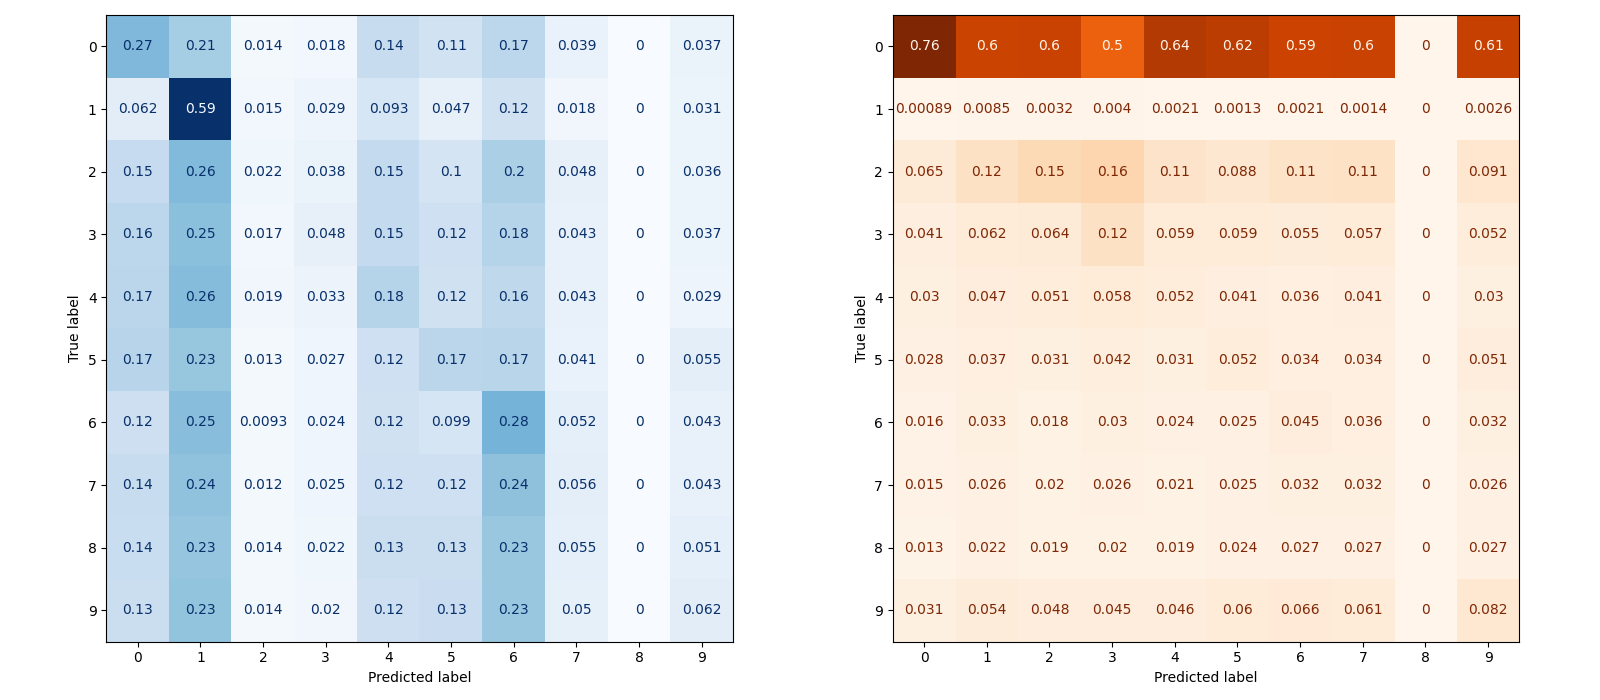 0 0.27 0.21 0.014 0.018 0.14 0.11 0.17 0.039 0 0.037
1 0.062 0.59 0.015 0.029 0.093 0.047 0.12 0.018 0 0.031
2 0.15 0.26 0.022 0.038 0.15 0.1 0.2 0.048 0 0.036
3 0.16 0.25 0.017 0.048 0.15 0.12 0.18 0.043 0 0.037
4 0.17 0.26 0.019 0.033 0.18 0.12 0.16 0.043 0 0.029
5 0.17 0.23 0.013 0.027 0.12 0.17 0.17 0.041 0 0.055
6 0.12 0.25 0.0093 0.024 0.12 0.099 0.28 0.052 0 0.043
7 0.14 0.24 0.012 0.025 0.12 0.12 0.24 0.056 0 0.043
8 0.14 0.23 0.014 0.022 0.13 0.13 0.23 0.055 0 0.051
9 0.13 0.23 0.014 0.02 0.12 0.13 0.23 0.05 0 0.062
0 1 2 3 4 5 6 7 8 9
Predicted label
True label
0 0.76 0.6 0.6 0.5 0.64 0.62 0.59 0.6 0 0.61
1 0.00089 0.0085 0.0032 0.004 0.0021 0.0013 0.0021 0.0014 0 0.0026
2 0.065 0.12 0.15 0.16 0.11 0.088 0.11 0.11 0 0.091
3 0.041 0.062 0.064 0.12 0.059 0.059 0.055 0.057 0 0.052
4 0.03 0.047 0.051 0.058 0.052 0.041 0.036 0.041 0 0.03
5 0.028 0.037 0.031 0.042 0.031 0.052 0.034 0.034 0 0.051
6 0.016 0.033 0.018 0.03 0.024 0.025 0.045 0.036 0 0.032
7 0.015 0.026 0.02 0.026 0.021 0.025 0.032 0.032 0 0.026
8 0.013 0.022 0.019 0.02 0.019 0.024 0.027 0.027 0 0.027
9 0.031 0.054 0.048 0.045 0.046 0.06 0.066 0.061 0 0.082
0 1 2 3 4 5 6 7 8 9
Predicted label
True label